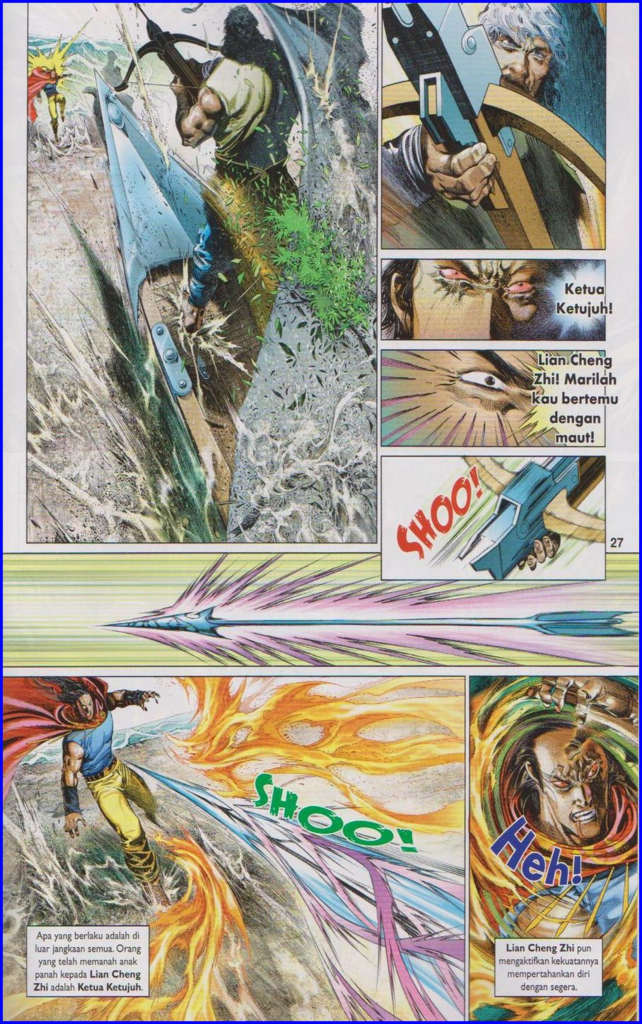 Ketua
Ketujuh!
Lian Cheng
Zhi! Marilah
kau bertemu
dengan
maut!
SHOO!
27
SHOO!
Apa yang berlaku adalah di
luar jangkaan semua. Orang
yang telah memanah anak
panah kepada Lian Cheng
Zhi adalah Ketua Ketujuh.
Heh!
Lian Cheng Zhi pun
mengaktifkan kekuatannya
mempertahankan diri
dengan segera.